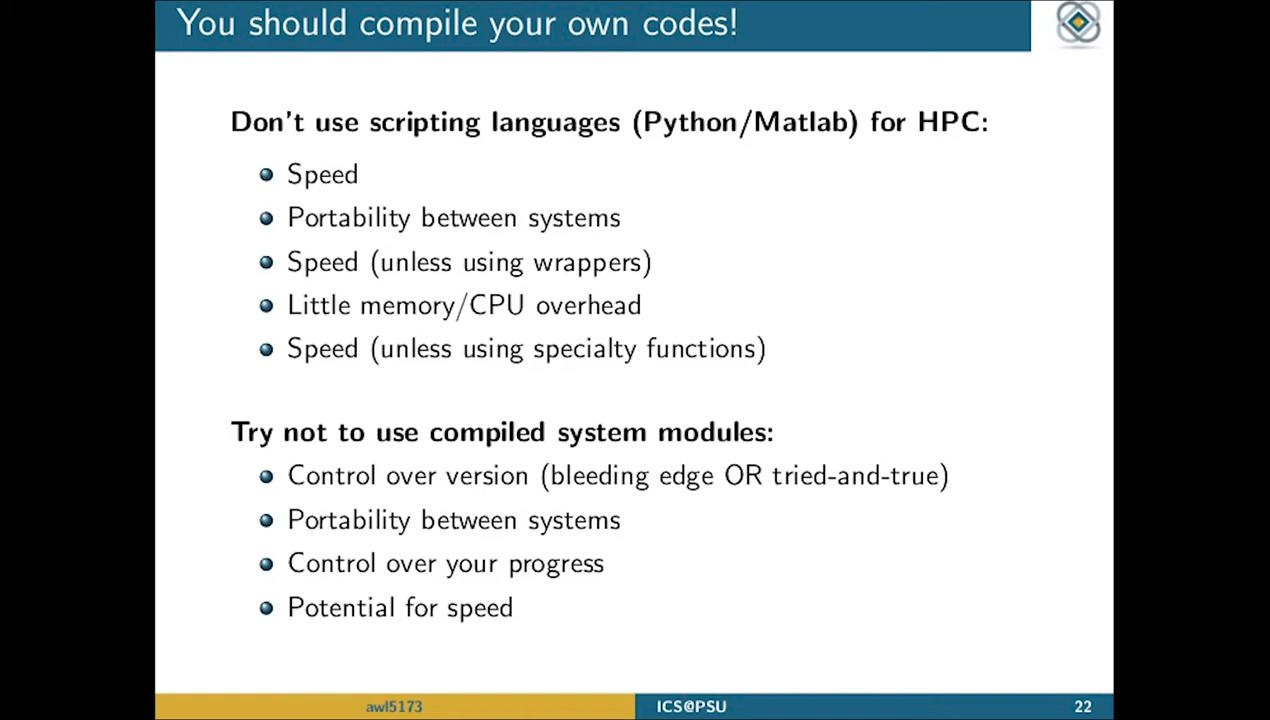 You should compile your own codes!
Don't use scripting languages (Python/Matlab) for HPC:
Speed
Portability between systems
Speed (unless using wrappers)
Little memory/CPU overhead
Speed (unless using specialty functions)
Try not to use compiled system modules:
Control over version (bleeding edge OR tried-and-true)
Portability between systems
Control over your progress
Potential for speed
awl5173 ICS@PSU 22